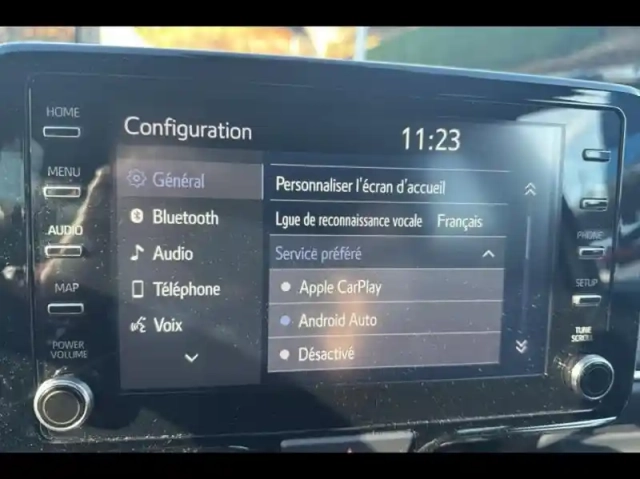 HOME
MENU
AUDIO
MAP
POWER
VOLUME
Configuration
11:23
Général
Bluetooth
Audio
Téléphone
Voix
Personnaliser l'écran d'accueil
Lgue de reconnaissance vocale Français
Service préféré
Apple CarPlay
Android Auto
Désactivé
PHONE
SETUP
TUNE
SCROLL